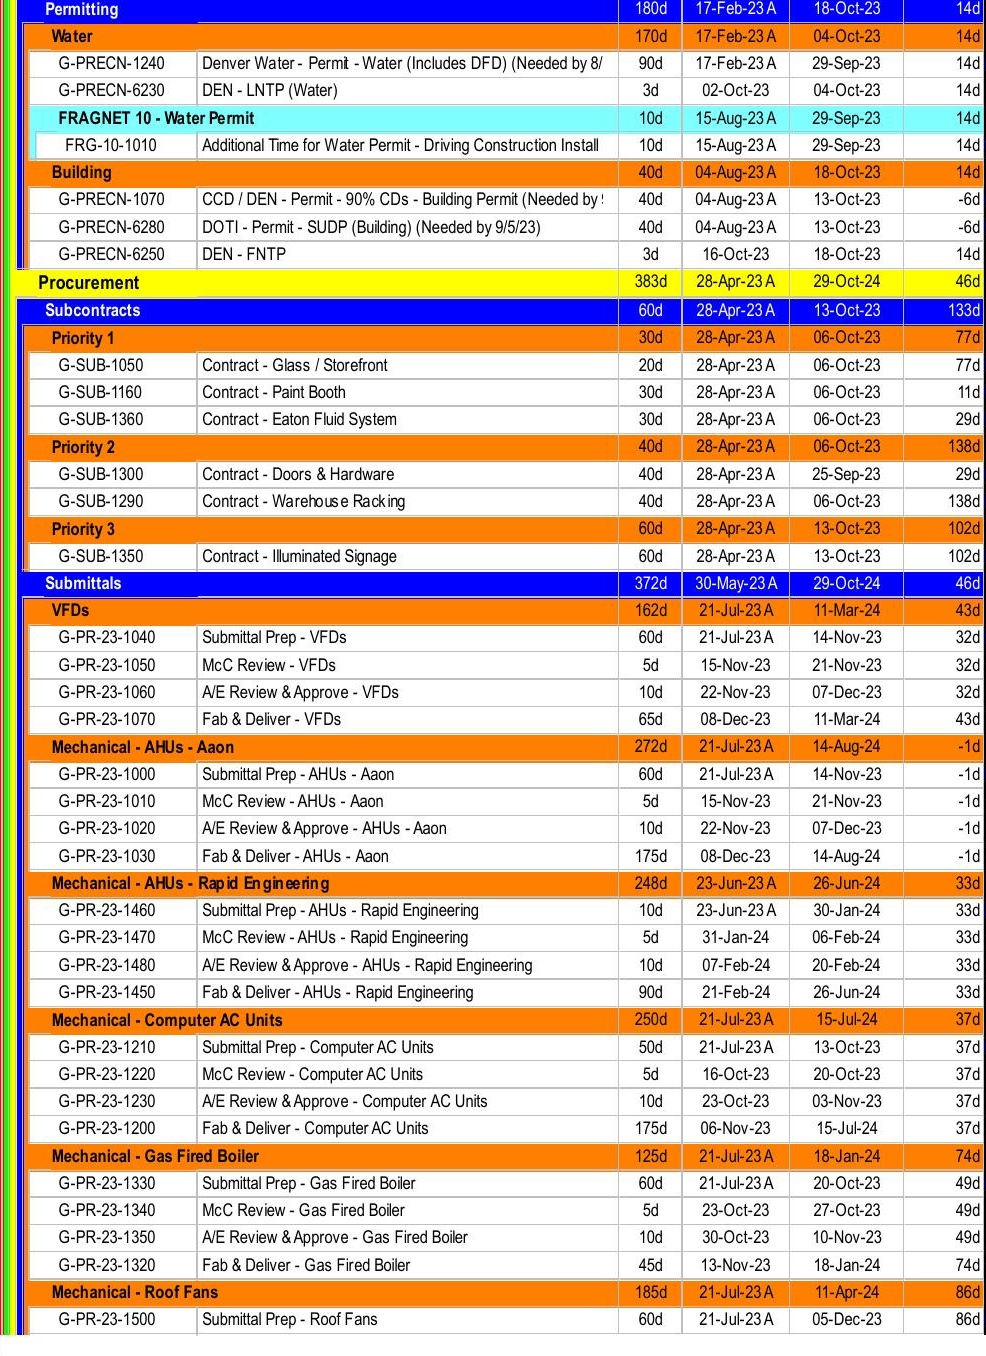 Permitting 180d 17-Feb-23 A 18-Oct-23 14d
Water 170d 17-Feb-23 A 04-Oct-23 14d
G-PRECN-1240 Denver Water - Permit - Water (Includes DFD) (Needed by 8/ 90d 17-Feb-23 A 29-Sep-23 14d
G-PRECN-6230 DEN - LNTP (Water) 3d 02-Oct-23 04-Oct-23 14d
FRAGNET 10 - Water Permit 10d 15-Aug-23 A 29-Sep-23 14d
FRG-10-1010 Additional Time for Water Permit - Driving Construction Install 10d 15-Aug-23 A 29-Sep-23 14d
Building 40d 04-Aug-23 A 18-Oct-23 14d
G-PRECN-1070 CCD / DEN - Permit - 90% CDs - Building Permit (Needed by 40d 04-Aug-23 A 13-Oct-23 -6d
G-PRECN-6280 DOTI - Permit - SUDP (Building) (Needed by 9/5/23) 40d 04-Aug-23 A 13-Oct-23 -6d
G-PRECN-6250 DEN - FNTP 3d 16-Oct-23 18-Oct-23 14d
Procurement 383d 28-Apr-23 A 29-Oct-24 46d
Subcontracts 60d 28-Apr-23 A 13-Oct-23 133d
Priority 1 30d 28-Apr-23 A 06-Oct-23 77d
G-SUB-1050 Contract - Glass / Storefront 20d 28-Apr-23 A 06-Oct-23 77d
G-SUB-1160 Contract - Paint Booth 30d 28-Apr-23 A 06-Oct-23 11d
G-SUB-1360 Contract - Eaton Fluid System 30d 28-Apr-23 A 06-Oct-23 29d
Priority 2 40d 28-Apr-23 A 06-Oct-23 138d
G-SUB-1300 Contract - Doors & Hardware 40d 28-Apr-23 A 25-Sep-23 29d
G-SUB-1290 Contract - Warehouse Racking 40d 28-Apr-23 A 06-Oct-23 138d
Priority 3 60d 28-Apr-23 A 13-Oct-23 102d
G-SUB-1350 Contract - Illuminated Signage 60d 28-Apr-23 A 13-Oct-23 102d
Submittals 372d 30-May-23 A 29-Oct-24 46d
VFDs 162d 21-Jul-23 A 11-Mar-24 43d
G-PR-23-1040 Submittal Prep - VFDs 60d 21-Jul-23 A 14-Nov-23 32d
G-PR-23-1050 McC Review - VFDs 5d 15-Nov-23 21-Nov-23 32d
G-PR-23-1060 A/E Review & Approve - VFDs 10d 22-Nov-23 07-Dec-23 32d
G-PR-23-1070 Fab & Deliver - VFDs 65d 08-Dec-23 11-Mar-24 43d
Mechanical - AHUs - Aaon 272d 21-Jul-23 A 14-Aug-24 -1d
G-PR-23-1000 Submittal Prep - AHUs - Aaon 60d 21-Jul-23 A 14-Nov-23 -1d
G-PR-23-1010 McC Review - AHUs - Aaon 5d 15-Nov-23 21-Nov-23 -1d
G-PR-23-1020 A/E Review & Approve - AHUs - Aaon 10d 22-Nov-23 07-Dec-23 -1d
G-PR-23-1030 Fab & Deliver - AHUs - Aaon 175d 08-Dec-23 14-Aug-24 -1d
Mechanical - AHUs - Rapid Engineering 248d 23-Jun-23 A 26-Jun-24 33d
G-PR-23-1460 Submittal Prep - AHUs - Rapid Engineering 10d 23-Jun-23 A 30-Jan-24 33d
G-PR-23-1470 McC Review - AHUs - Rapid Engineering 5d 31-Jan-24 06-Feb-24 33d
G-PR-23-1480 A/E Review & Approve - AHUs - Rapid Engineering 10d 07-Feb-24 20-Feb-24 33d
G-PR-23-1450 Fab & Deliver - AHUs - Rapid Engineering 90d 21-Feb-24 26-Jun-24 33d
Mechanical - Computer AC Units 250d 21-Jul-23 A 15-Jul-24 37d
G-PR-23-1210 Submittal Prep - Computer AC Units 50d 21-Jul-23 A 13-Oct-23 37d
G-PR-23-1220 McC Review - Computer AC Units 5d 16-Oct-23 20-Oct-23 37d
G-PR-23-1230 A/E Review & Approve - Computer AC Units 10d 23-Oct-23 03-Nov-23 37d
G-PR-23-1200 Fab & Deliver - Computer AC Units 175d 06-Nov-23 15-Jul-24 37d
Mechanical - Gas Fired Boiler 125d 21-Jul-23 A 18-Jan-24 74d
G-PR-23-1330 Submittal Prep - Gas Fired Boiler 60d 21-Jul-23 A 20-Oct-23 49d
G-PR-23-1340 McC Review - Gas Fired Boiler 5d 23-Oct-23 27-Oct-23 49d
G-PR-23-1350 A/E Review & Approve - Gas Fired Boiler 10d 30-Oct-23 10-Nov-23 49d
G-PR-23-1320 Fab & Deliver - Gas Fired Boiler 45d 13-Nov-23 18-Jan-24 74d
Mechanical - Roof Fans 185d 21-Jul-23 A 11-Apr-24 86d
G-PR-23-1500 Submittal Prep - Roof Fans 60d 21-Jul-23 A 05-Dec-23 86d